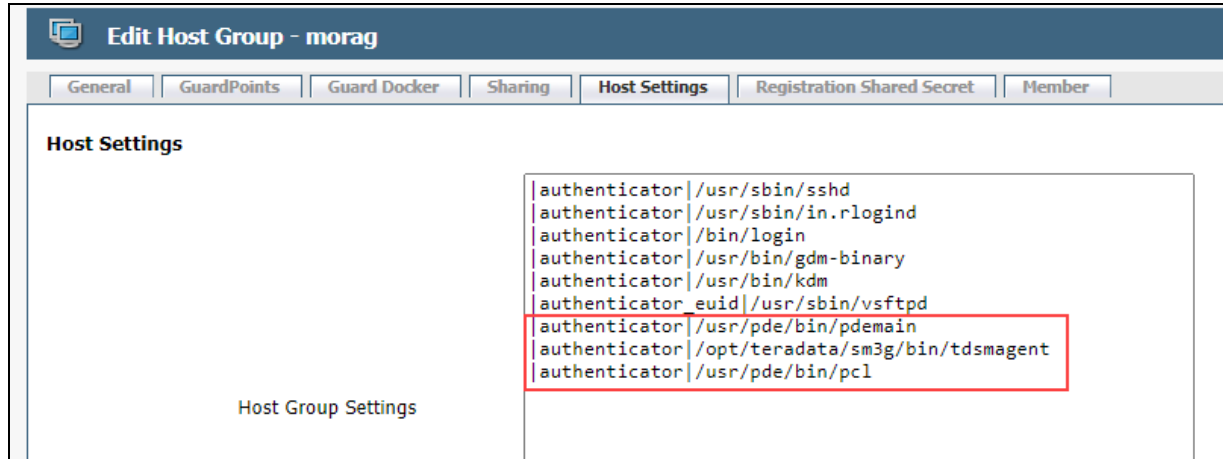 Edit Host Group - morag
General GuardPoints Guard Docker Sharing Host Settings Registration Shared Secret Member
Host Settings
|authenticator|/usr/sbin/sshd
|authenticator|/usr/sbin/in.rlogind
|authenticator|/bin/login
|authenticator|/usr/bin/gdm-binary
|authenticator|/usr/bin/kdm
|authenticator_euid|/usr/sbin/vsftpd
|authenticator|/usr/pde/bin/pdemain
|authenticator|/opt/teradata/sm3g/bin/tdsmagent
|authenticator|/usr/pde/bin/pcl
Host Group Settings